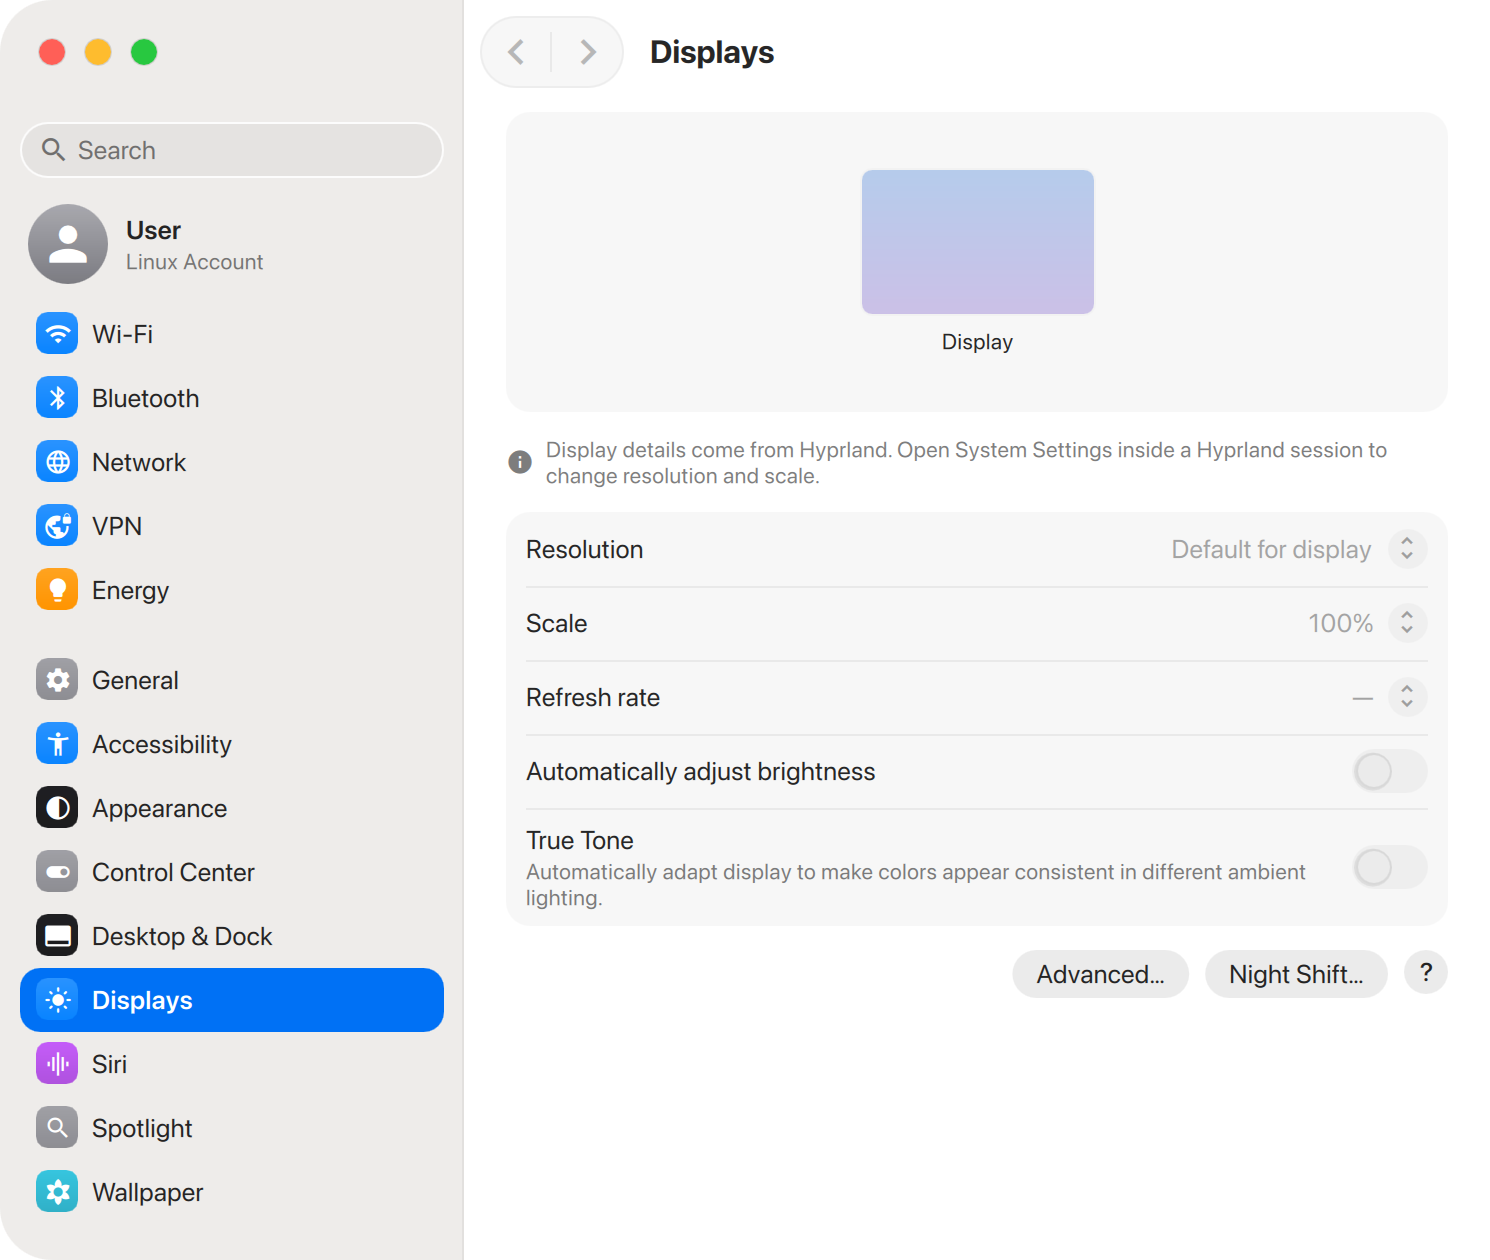 Displays
Search
User
Linux Account
Wi-Fi
Bluetooth
Network
VPN
Energy
General
Accessibility
Appearance
Control Center
Desktop & Dock
Displays
Siri
Spotlight
Wallpaper
Display
Display details come from Hyprland. Open System Settings inside a Hyprland session to
change resolution and scale.
Resolution Default for display
Scale 100%
Refresh rate —
Automatically adjust brightness
True Tone
Automatically adapt display to make colors appear consistent in different ambient
lighting.
Advanced... Night Shift... ?